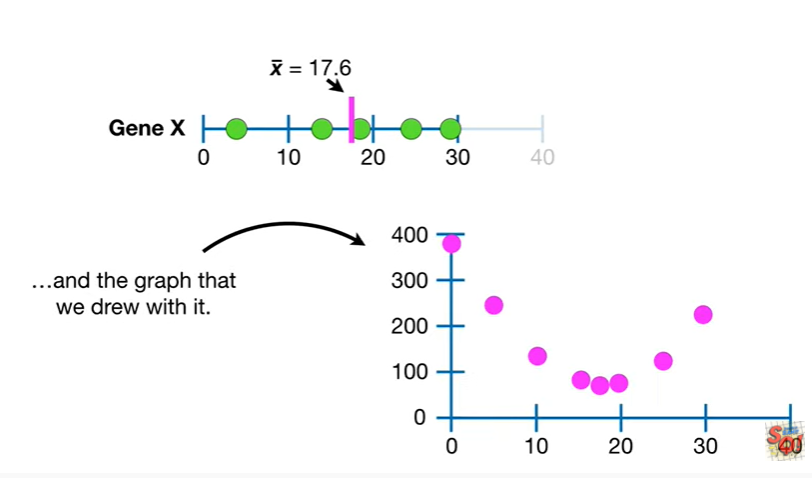 x̄ = 17.6
Gene X
0 10 20 30 40
...and the graph that
we drew with it.
400
300
200
100
0
0 10 20 30 40